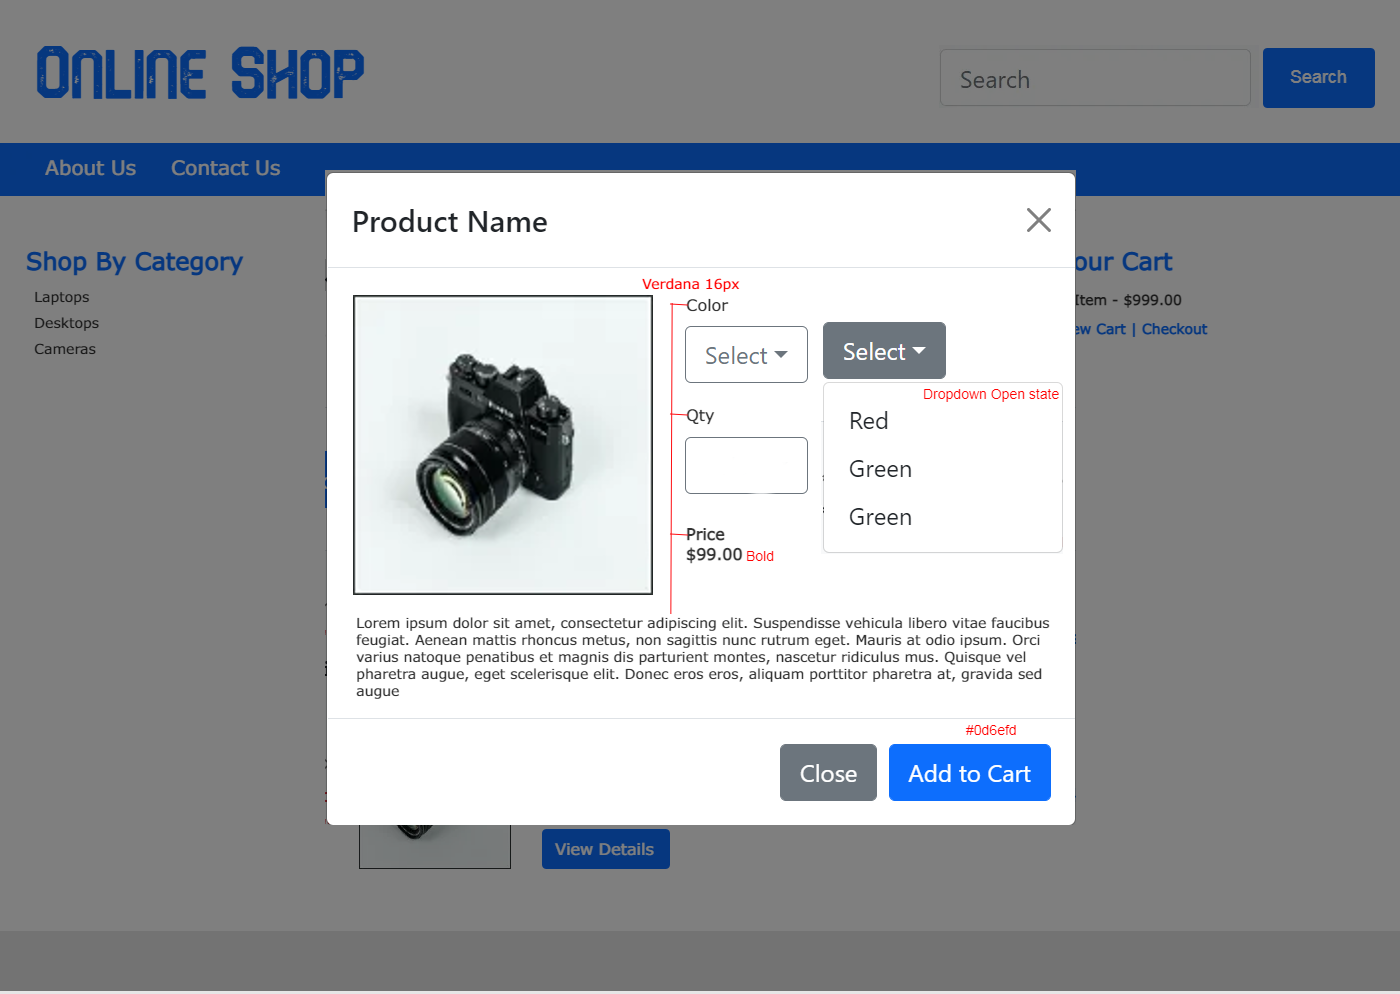 Online Shop
Search
Search
About Us
Contact Us
Product Name
Shop By Category
Laptops
Desktops
Cameras
our Cart
Item - $999.00
ew Cart | Checkout
Verdana 16px
Color
Select
Select
Dropdown Open state
Red
Green
Green
Qty
Price
$99.00 Bold
Lorem ipsum dolor sit amet, consectetur adipiscing elit. Suspendisse vehicula libero vitae faucibus
feugiat. Aenean mattis rhoncus metus, non sagittis nunc rutrum eget. Mauris at odio ipsum. Orci
varius natoque penatibus et magnis dis parturient montes, nascetur ridiculus mus. Quisque vel
pharetra augue, eget scelerisque elit. Donec eros eros, aliquam porttitor pharetra at, gravida sed
augue
#0d6efd
Close
Add to Cart
View Details